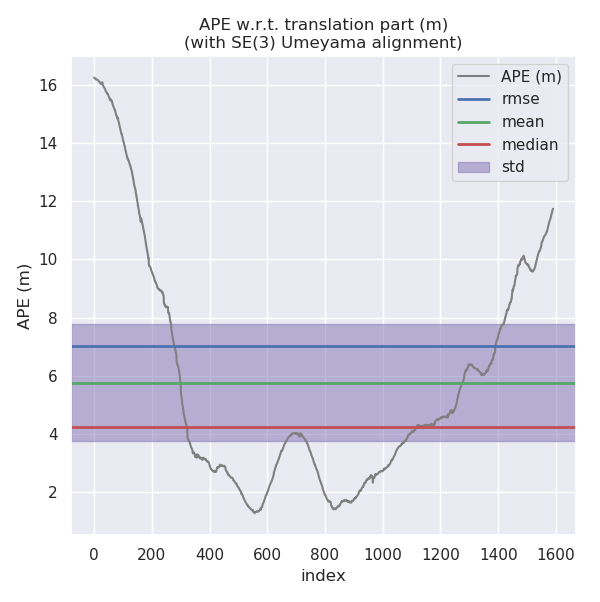 APE w.r.t. translation part (m)
(with SE(3) Umeyama alignment)
APE (m)
rmse
mean
median
std
16
14
12
10
8
6
4
2
APE (m)
0 200 400 600 800 1000 1200 1400 1600
index